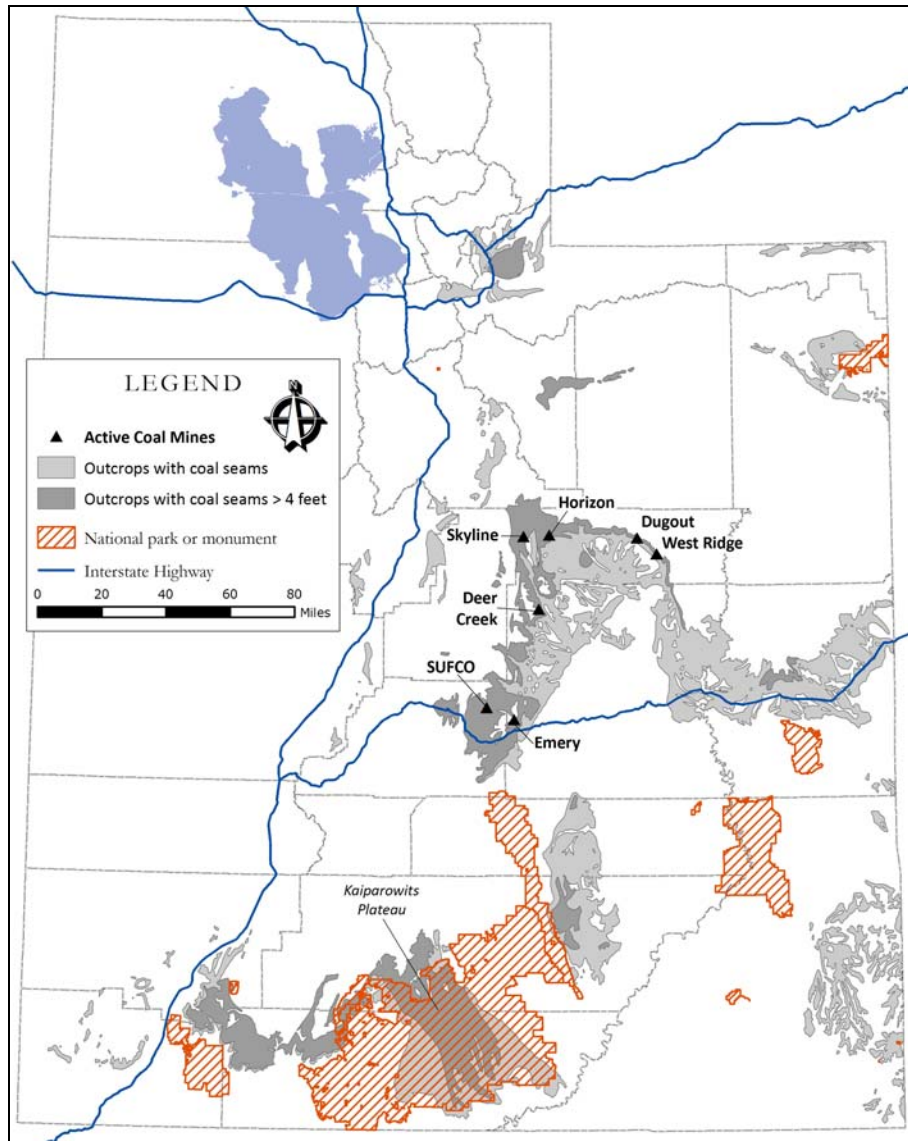 LEGEND
N
Active Coal Mines
Outcrops with coal seams
Outcrops with coal seams > 4 feet
National park or monument
Interstate Highway
0 20 40 60 80
Miles
Horizon
Skyline
Dugout
West Ridge
Deer
Creek
SUFCO
Emery
Kaiparowits
Plateau